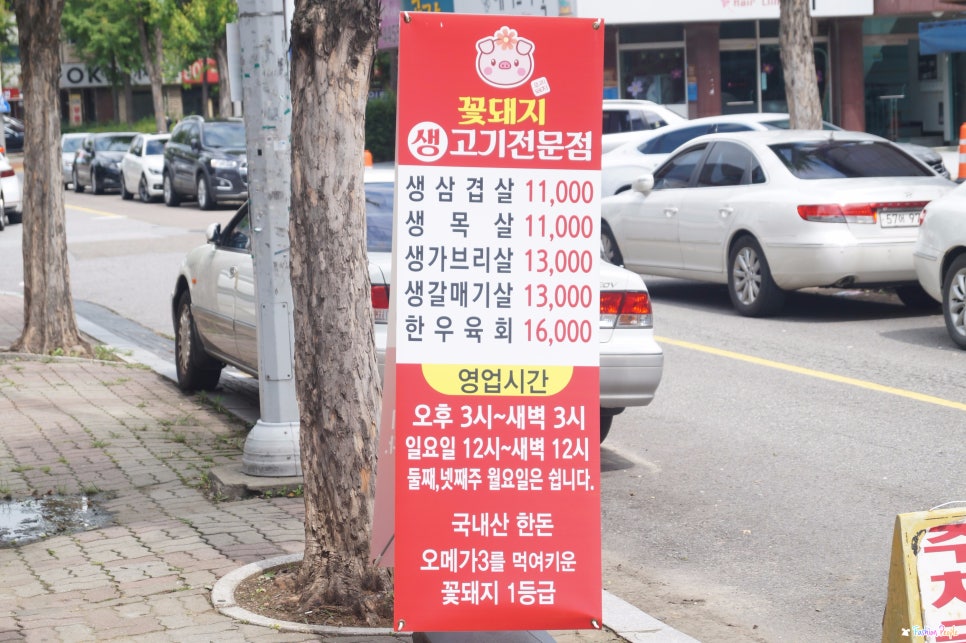 꽃돼지
생 고기전문점
생삼겹살 11,000
생목살 11,000
생가브리살 13,000
생갈매기살 13,000
한우육회 16,000
영업시간
오후 3시~새벽 3시
일요일 12시~새벽 12시
둘째,넷째주 월요일은 쉽니다.
국내산 한돈
오메가3를 먹여키운
꽃돼지 1등급
OK
Hair
주
차